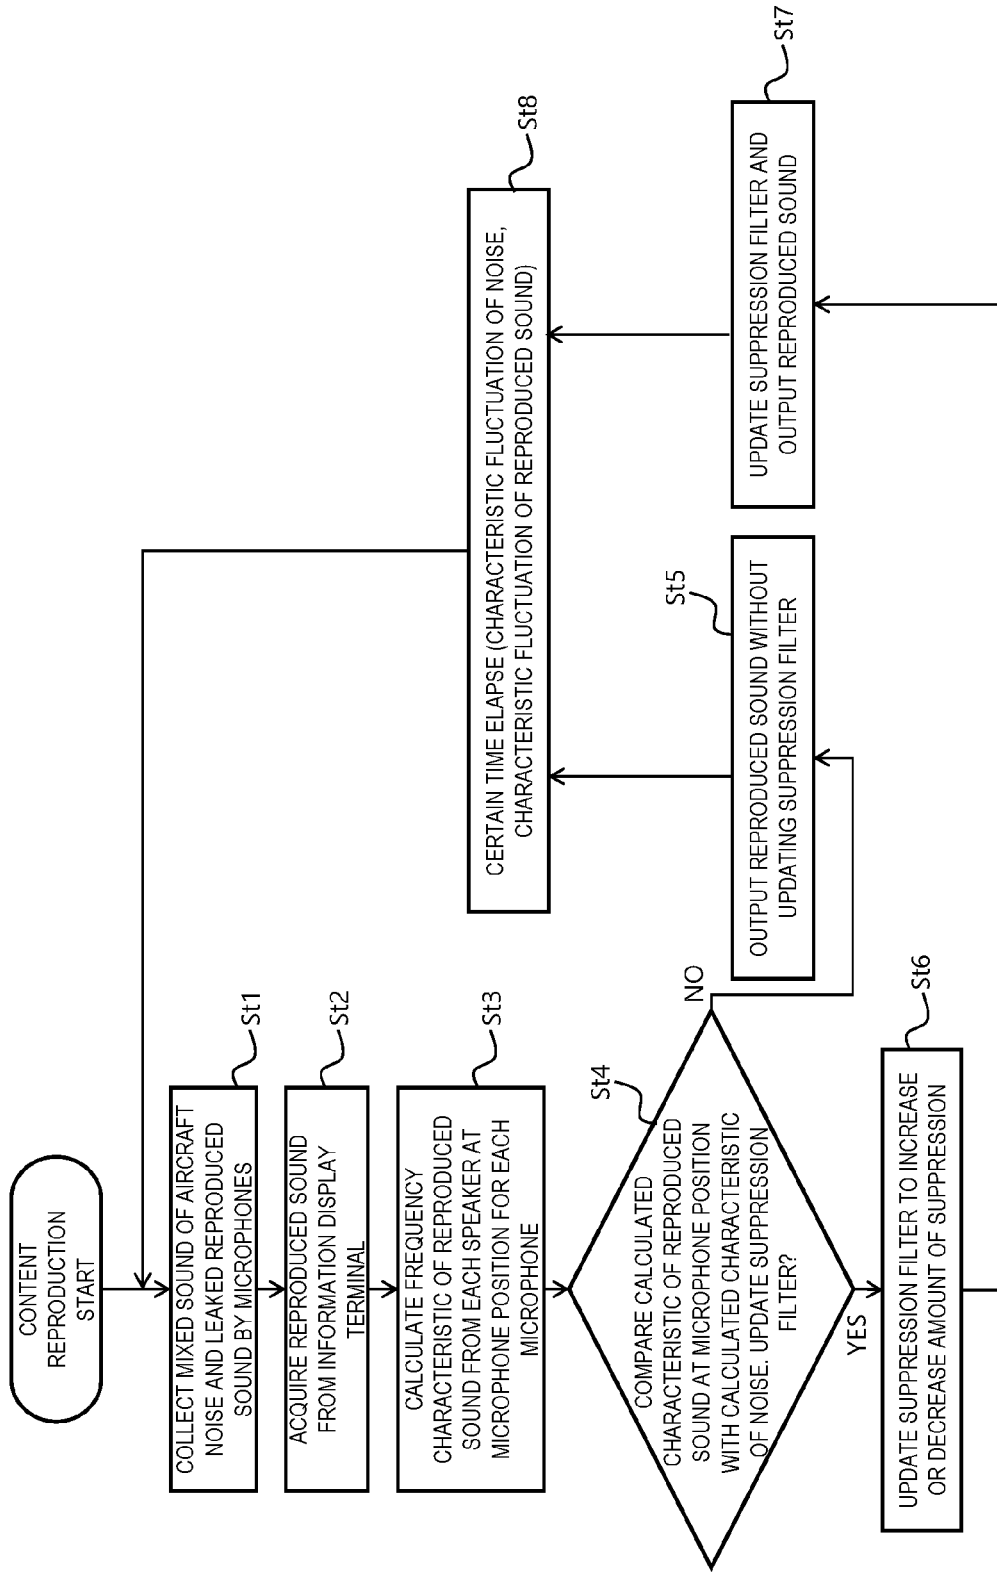 CONTENT
REPRODUCTION
START
COLLECT MIXED SOUND OF AIRCRAFT
NOISE AND LEAKED REPRODUCED
SOUND BY MICROPHONES
St1
ACQUIRE REPRODUCED SOUND
FROM INFORMATION DISPLAY
TERMINAL
St2
CALCULATE FREQUENCY
CHARACTERISTIC OF REPRODUCED
SOUND FROM EACH SPEAKER AT
MICROPHONE POSITION FOR EACH
MICROPHONE
St3
St4
COMPARE CALCULATED
CHARACTERISTIC OF REPRODUCED
SOUND AT MICROPHONE POSITION
WITH CALCULATED CHARACTERISTIC
OF NOISE. UPDATE SUPPRESSION
FILTER?
NO
YES
OUTPUT REPRODUCED SOUND WITHOUT
UPDATING SUPPRESSION FILTER
St5
UPDATE SUPPRESSION FILTER TO INCREASE
OR DECREASE AMOUNT OF SUPPRESSION
St6
UPDATE SUPPRESSION FILTER AND
OUTPUT REPRODUCED SOUND
St7
CERTAIN TIME ELAPSE (CHARACTERISTIC FLUCTUATION OF NOISE,
CHARACTERISTIC FLUCTUATION OF REPRODUCED SOUND)
St8